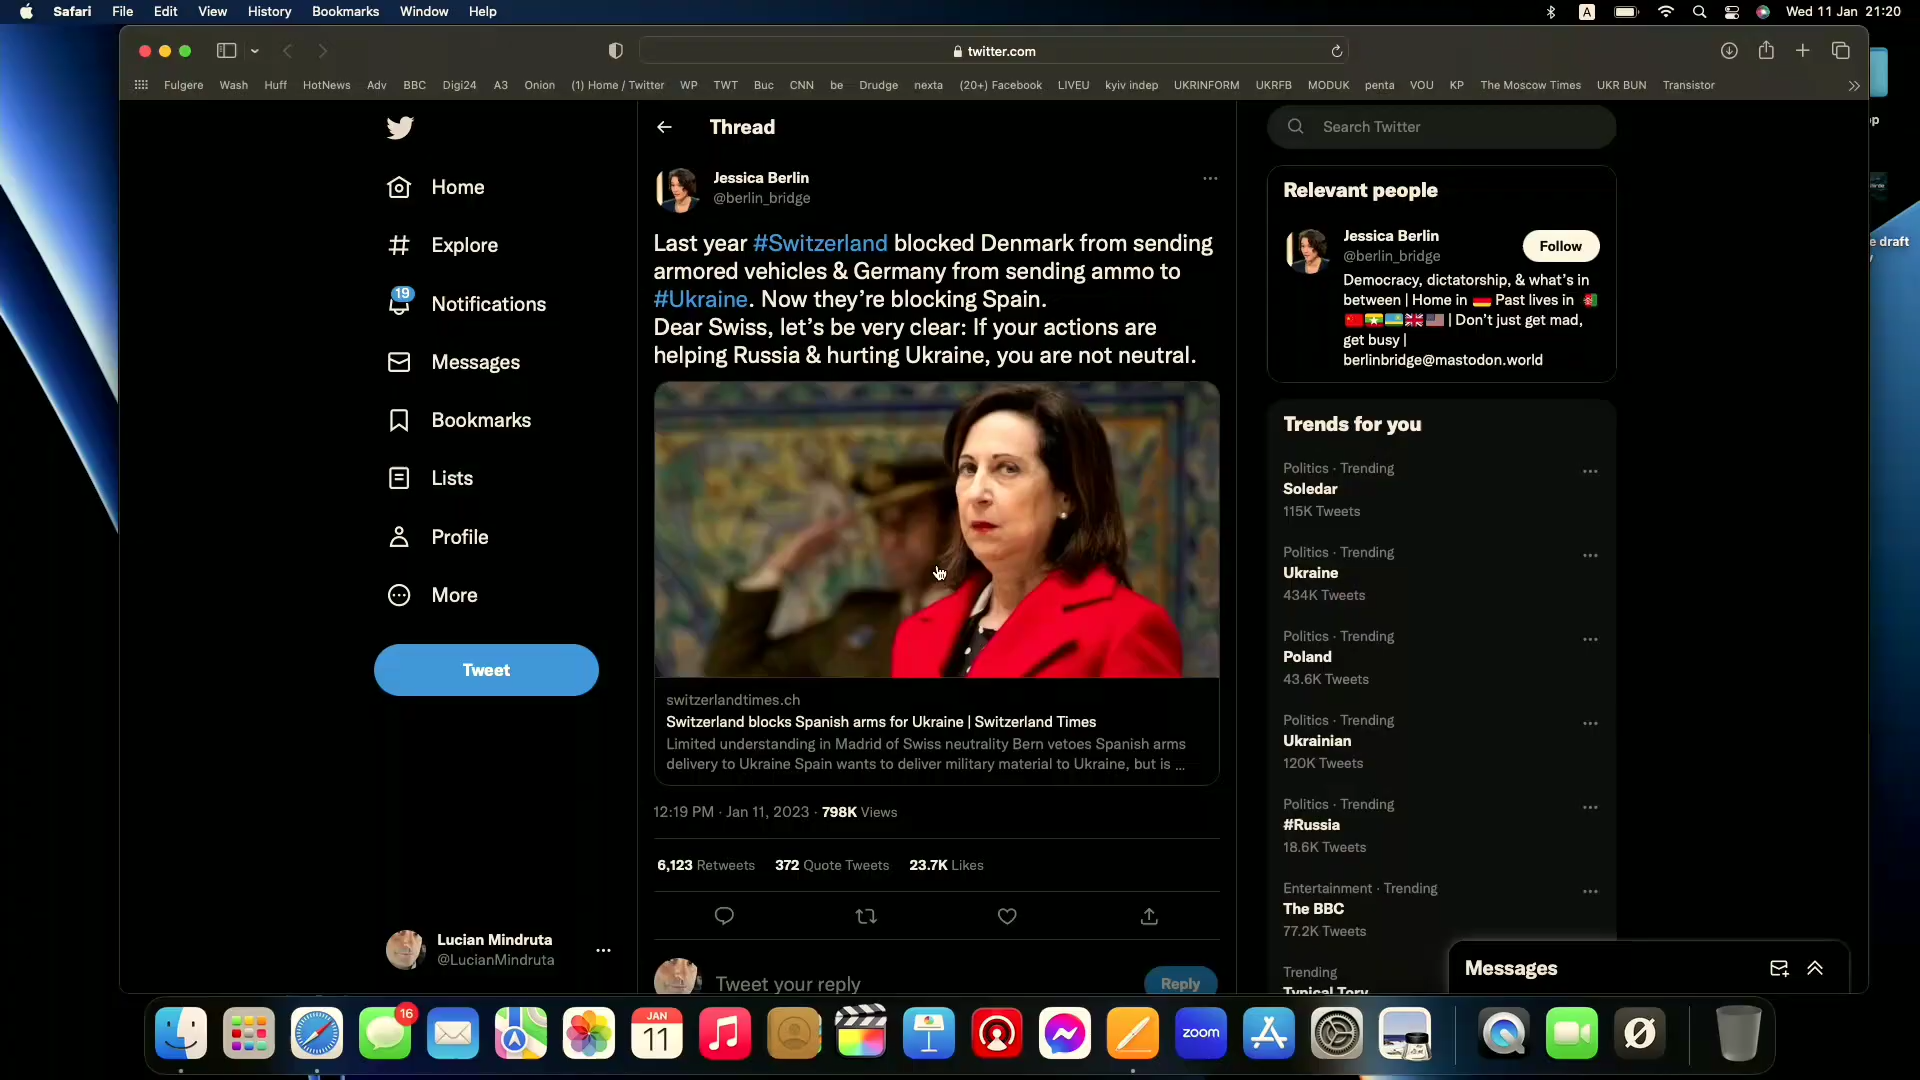 Safari File Edit View History Bookmarks Window Help
A
Wed 11 Jan 21:20
twitter.com
Fulgere Wash Huff HotNews Adv BBC Digi24 A3 Onion (1) Home / Twitter WP TWT Buc CNN be Drudge nexta (20+) Facebook LIVEU kyiv indep UKRINFORM UKRFB MODUK penta VOU KP The Moscow Times UKR BUN Transistor
Home
Explore
19
Notifications
Messages
Bookmarks
Lists
Profile
More
Tweet
Lucian Mindruta
@LucianMindruta
Thread
Jessica Berlin
@berlin_bridge
Last year #Switzerland blocked Denmark from sending
armored vehicles & Germany from sending ammo to
#Ukraine. Now they're blocking Spain.
Dear Swiss, let's be very clear: If your actions are
helping Russia & hurting Ukraine, you are not neutral.
switzerlandtimes.ch
Switzerland blocks Spanish arms for Ukraine | Switzerland Times
Limited understanding in Madrid of Swiss neutrality Bern vetoes Spanish arms
delivery to Ukraine Spain wants to deliver military material to Ukraine, but is ...
12:19 PM · Jan 11, 2023 · 798K Views
6,123 Retweets 372 Quote Tweets 23.7K Likes
Tweet your reply
Reply
Search Twitter
Relevant people
Jessica Berlin
@berlin_bridge
Follow
Democracy, dictatorship, & what's in
between | Home in 🇩🇪 Past lives in 🇦🇫
🇨🇳🇲🇲🇷🇼🇬🇧🇺🇸 | Don't just get mad,
get busy |
berlinbridge@mastodon.world
Trends for you
Politics · Trending
Soledar
115K Tweets
Politics · Trending
Ukraine
434K Tweets
Politics · Trending
Poland
43.6K Tweets
Politics · Trending
Ukrainian
120K Tweets
Politics · Trending
#Russia
18.6K Tweets
Entertainment · Trending
The BBC
77.2K Tweets
Trending
Typical Tory
Messages
op
e draft
16
JAN
11
zoom